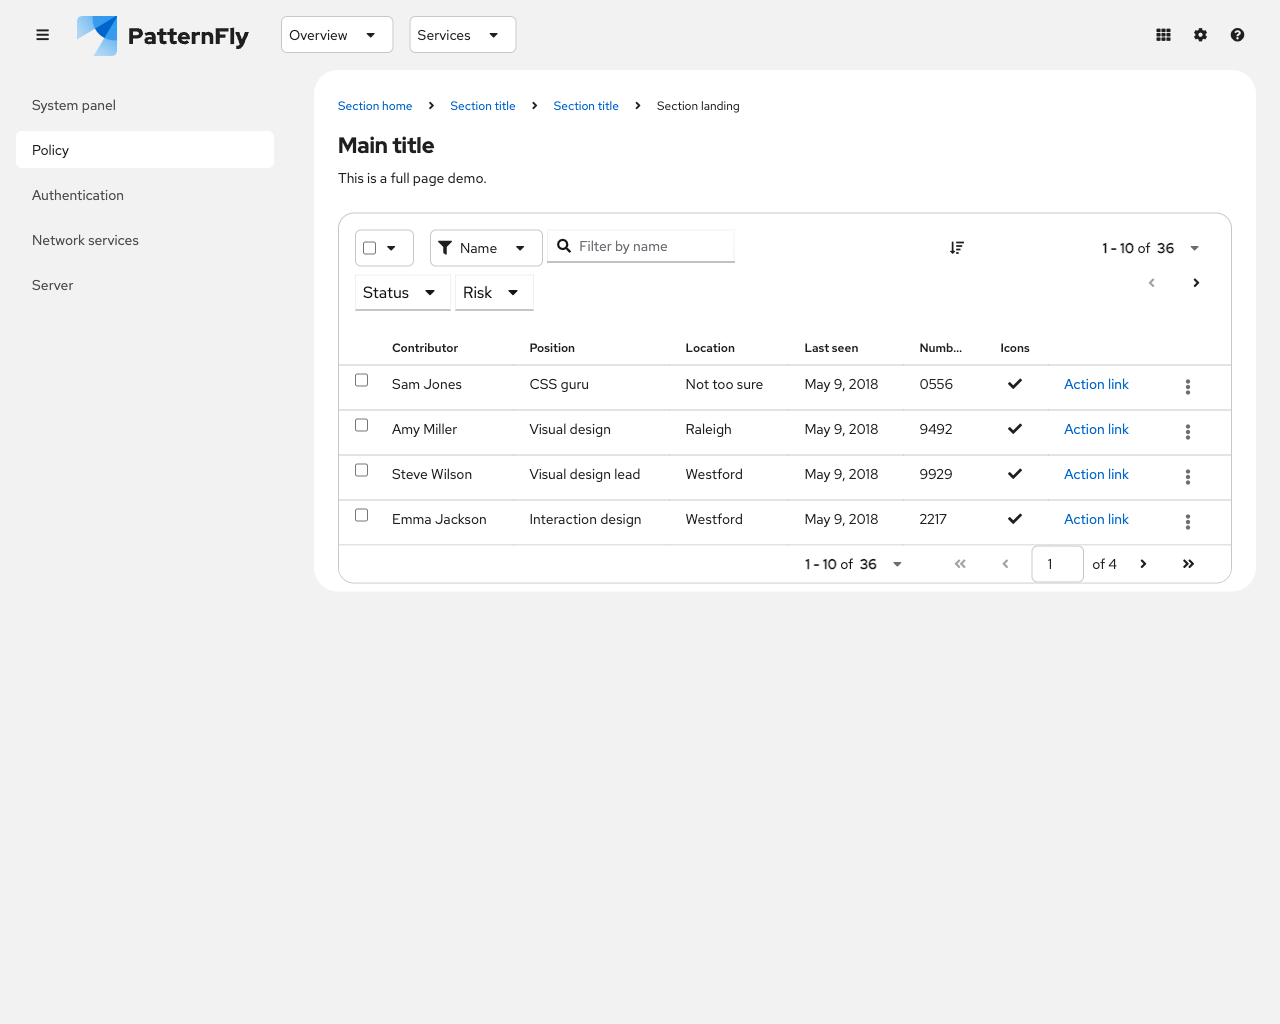 PatternFly Overview Services
System panel
Policy
Authentication
Network services
Server
Section home Section title Section title Section landing
Main title
This is a full page demo.
Name Filter by name 1 - 10 of 36
Status Risk
Contributor Position Location Last seen Numb... Icons
Sam Jones CSS guru Not too sure May 9, 2018 0556 Action link
Amy Miller Visual design Raleigh May 9, 2018 9492 Action link
Steve Wilson Visual design lead Westford May 9, 2018 9929 Action link
Emma Jackson Interaction design Westford May 9, 2018 2217 Action link
1 - 10 of 36 1 of 4